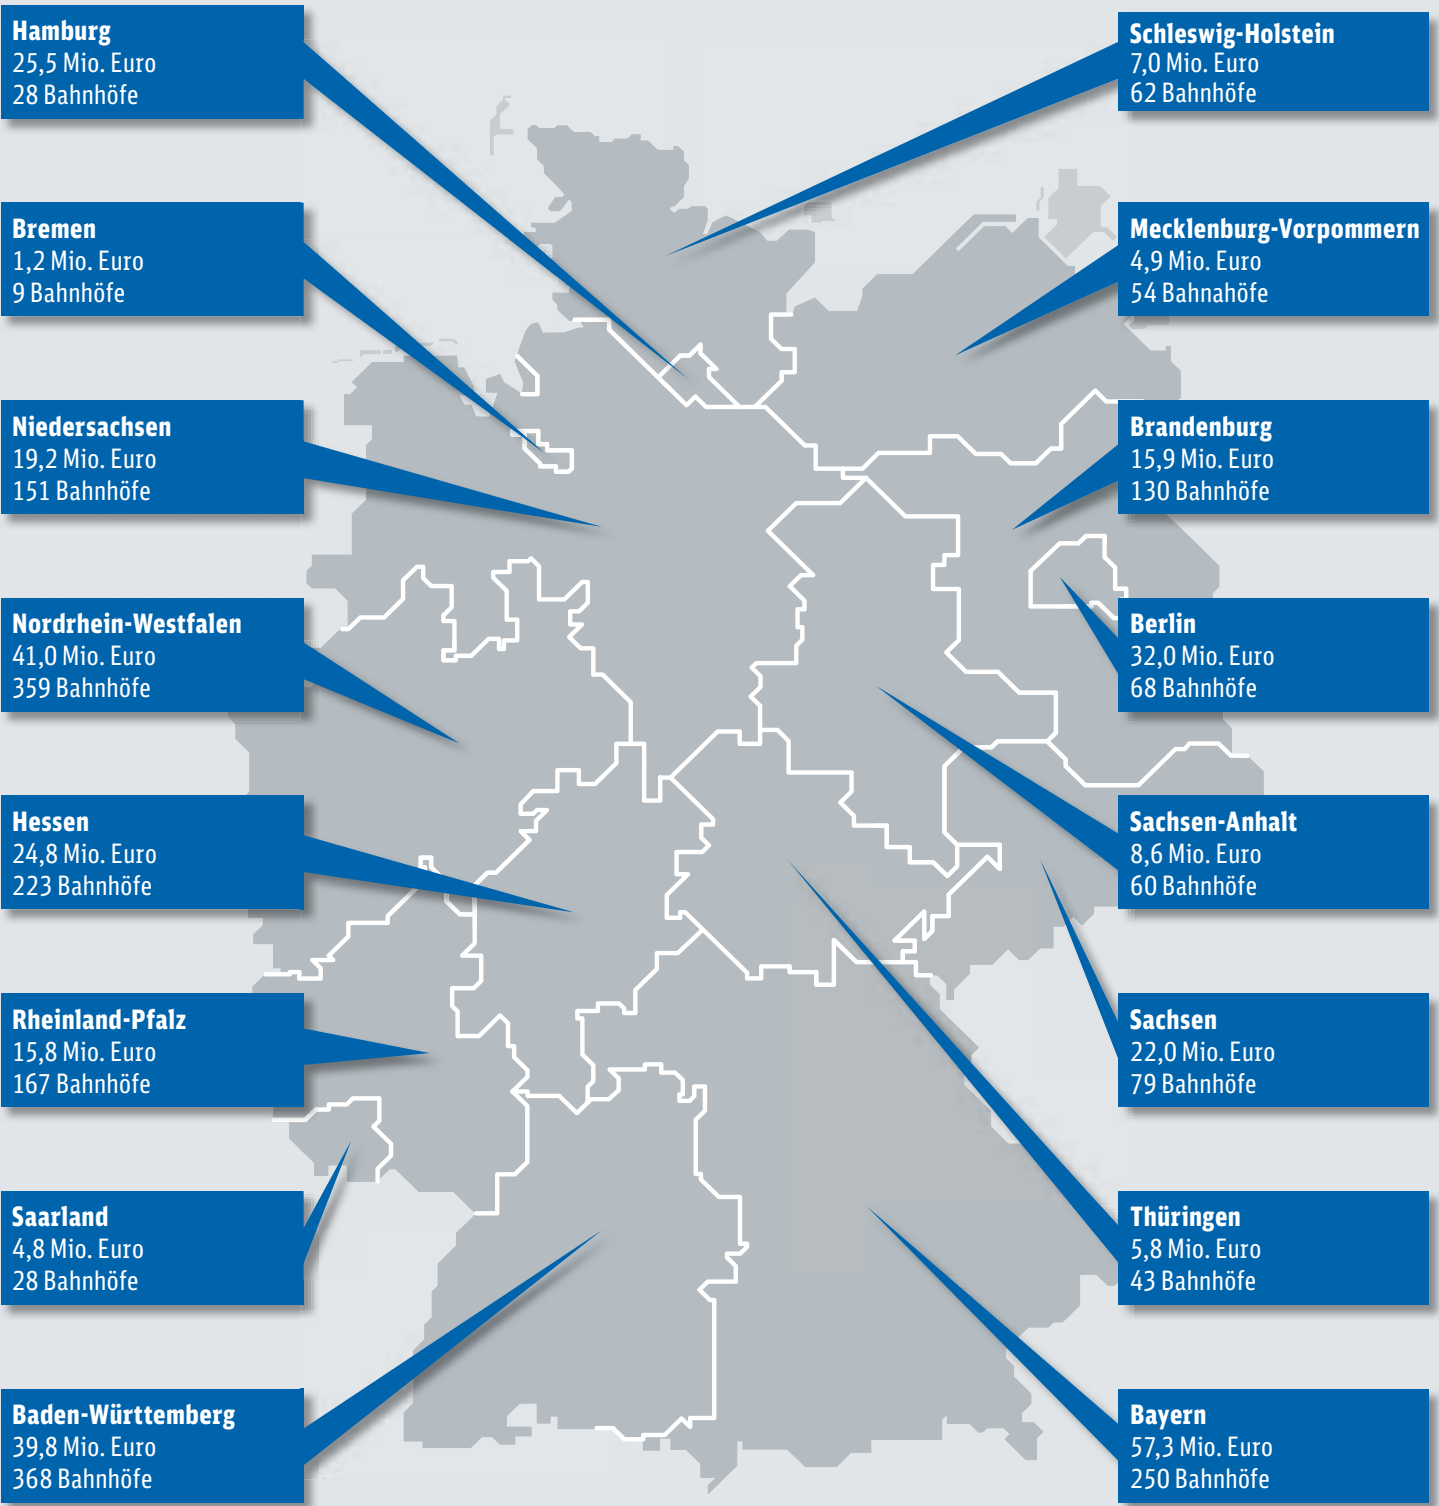 Hamburg
25,5 Mio. Euro
28 Bahnhöfe
Bremen
1,2 Mio. Euro
9 Bahnhöfe
Niedersachsen
19,2 Mio. Euro
151 Bahnhöfe
Nordrhein-Westfalen
41,0 Mio. Euro
359 Bahnhöfe
Hessen
24,8 Mio. Euro
223 Bahnhöfe
Rheinland-Pfalz
15,8 Mio. Euro
167 Bahnhöfe
Saarland
4,8 Mio. Euro
28 Bahnhöfe
Baden-Württemberg
39,8 Mio. Euro
368 Bahnhöfe
Schleswig-Holstein
7,0 Mio. Euro
62 Bahnhöfe
Mecklenburg-Vorpommern
4,9 Mio. Euro
54 Bahnahöfe
Brandenburg
15,9 Mio. Euro
130 Bahnhöfe
Berlin
32,0 Mio. Euro
68 Bahnhöfe
Sachsen-Anhalt
8,6 Mio. Euro
60 Bahnhöfe
Sachsen
22,0 Mio. Euro
79 Bahnhöfe
Thüringen
5,8 Mio. Euro
43 Bahnhöfe
Bayern
57,3 Mio. Euro
250 Bahnhöfe